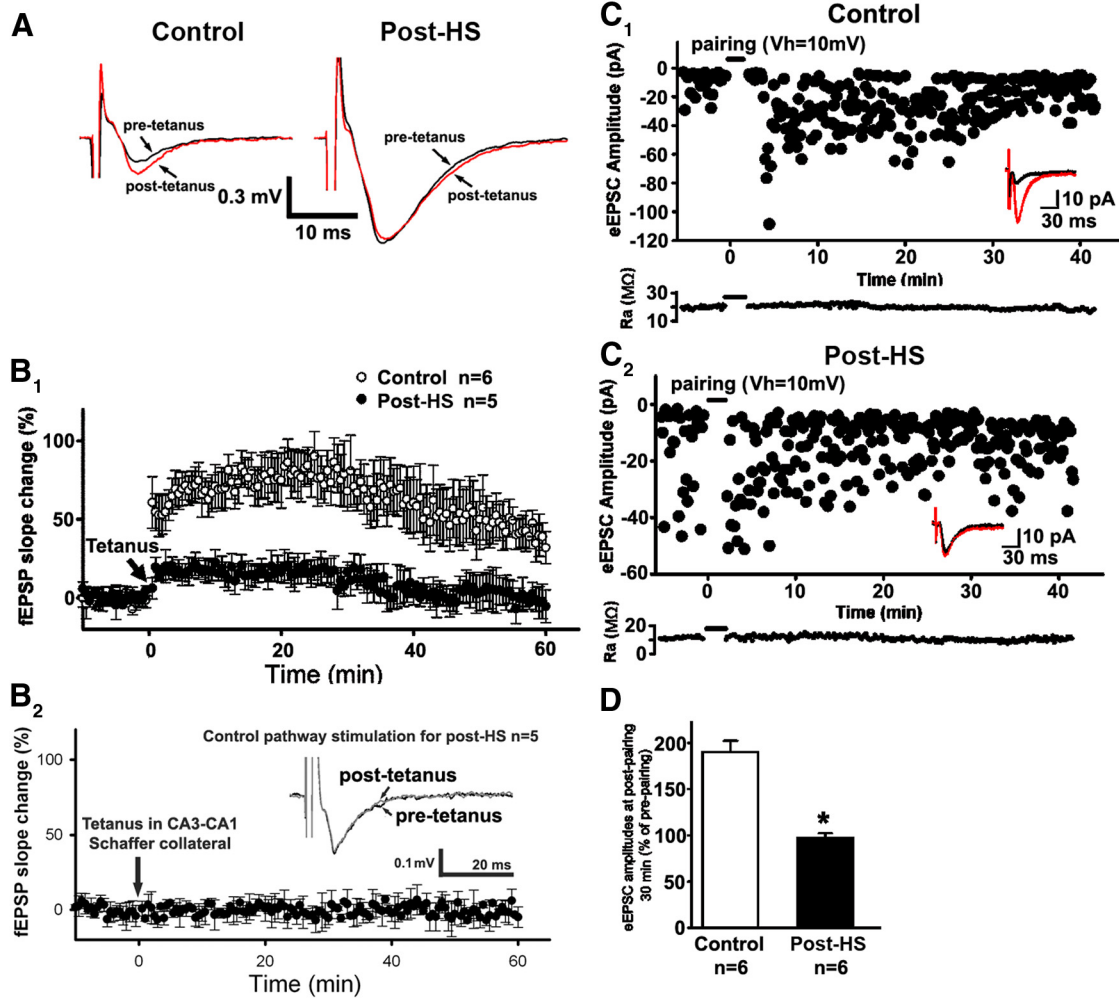 A
Control
Post-HS
pre-tetanus
post-tetanus
pre-tetanus
post-tetanus
0.3 mV
10 ms
B1
Control n=6
Post-HS n=5
fEPSP slope change (%)
100
50
0
Tetanus
0
20
40
60
Time (min)
B2
fEPSP slope change (%)
100
50
0
Control pathway stimulation for post-HS n=5
post-tetanus
pre-tetanus
Tetanus in CA3-CA1
Schaffer collateral
0.1 mV
20 ms
0
20
40
60
Time (min)
C1
Control
pairing (Vh=10mV)
eEPSC Amplitude (pA)
0
-20
-40
-60
-80
-100
-120
10 pA
30 ms
0
10
20
30
40
Time (min)
Ra (MΩ)
30
10
C2
Post-HS
pairing (Vh=10mV)
eEPSC Amplitude (pA)
0
-20
-40
-60
10 pA
30 ms
0
10
20
30
40
Time (min)
Ra (MΩ)
20
0
D
eEPSC amplitudes at post-pairing
30 min (% of pre-pairing)
200
150
100
50
0
*
Control
n=6
Post-HS
n=6